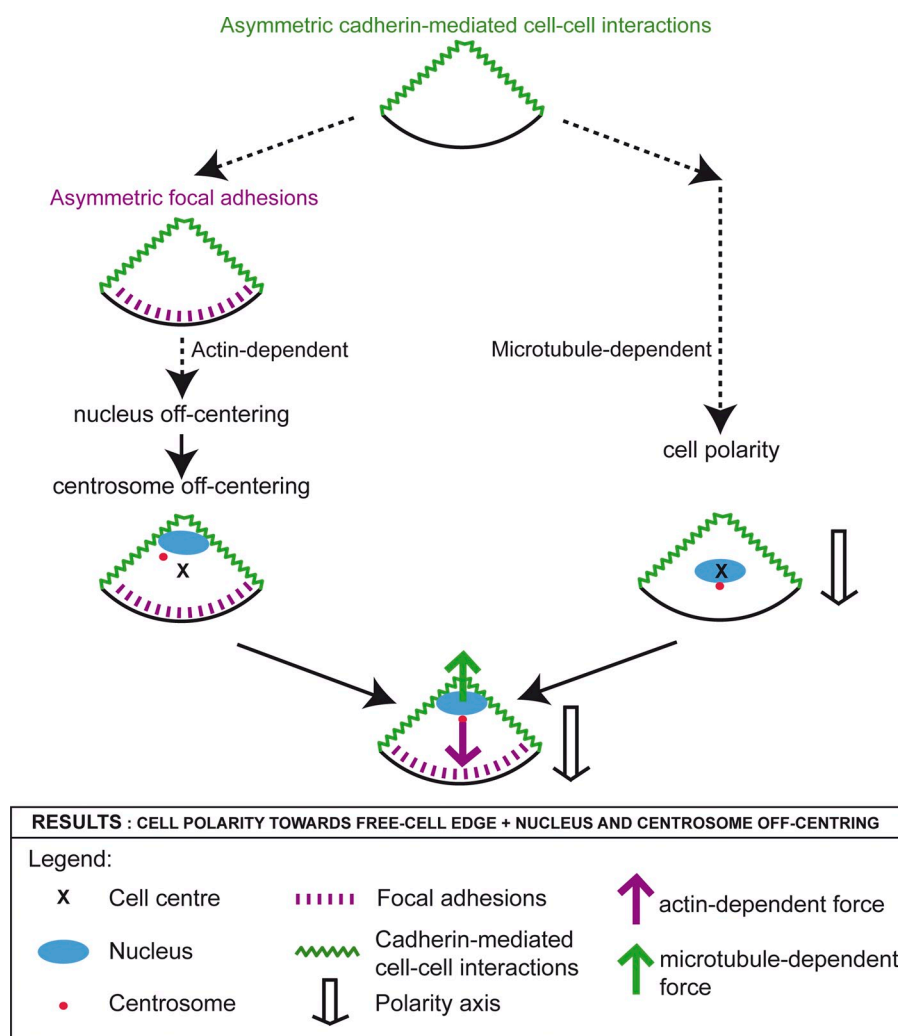 Asymmetric cadherin-mediated cell-cell interactions
Asymmetric focal adhesions
Actin-dependent
Microtubule-dependent
nucleus off-centering
cell polarity
centrosome off-centering
X
X
RESULTS : CELL POLARITY TOWARDS FREE-CELL EDGE + NUCLEUS AND CENTROSOME OFF-CENTRING
Legend:
X Cell centre
Nucleus
Centrosome
Focal adhesions
Cadherin-mediated
cell-cell interactions
Polarity axis
actin-dependent force
microtubule-dependent
force